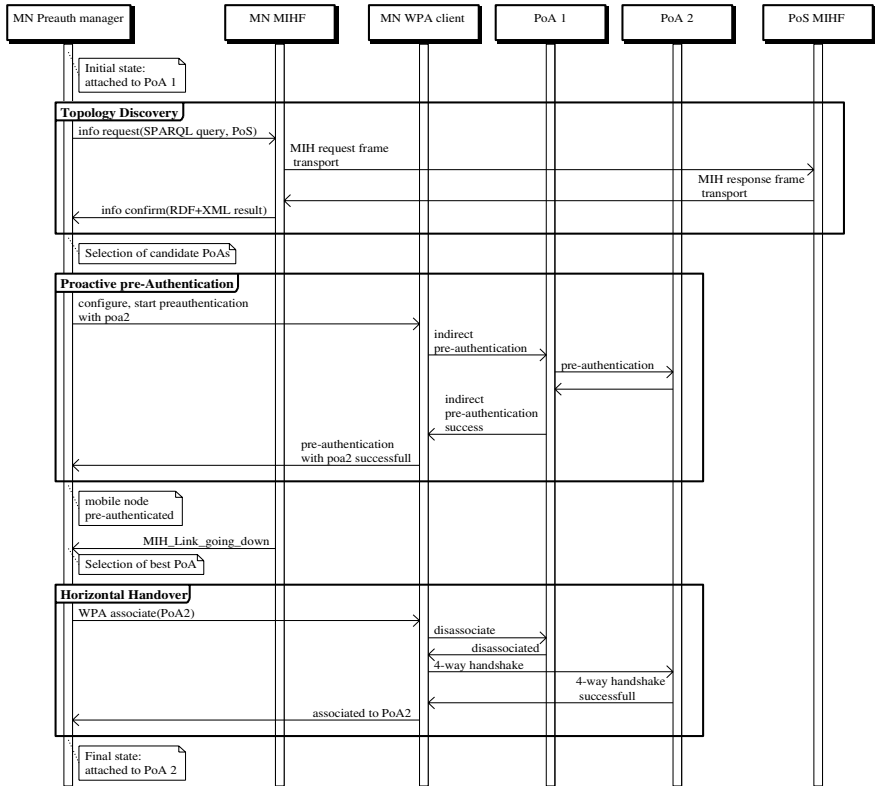 MN Preauth manager
MN MIHF
MN WPA client
PoA 1
PoA 2
PoS MIHF
Initial state:
attached to PoA 1
Topology Discovery
info request(SPARQL query, PoS)
MIH request frame
transport
MIH response frame
transport
info confirm(RDF+XML result)
Selection of candidate PoAs
Proactive pre-Authentication
configure, start preauthentication
with poa2
indirect
pre-authentication
pre-authentication
indirect
pre-authentication
success
pre-authentication
with poa2 successfull
mobile node
pre-authenticated
MIH_Link_going_down
Selection of best PoA
Horizontal Handover
WPA associate(PoA2)
disassociate
disassociated
4-way handshake
4-way handshake
successfull
associated to PoA2
Final state:
attached to PoA 2